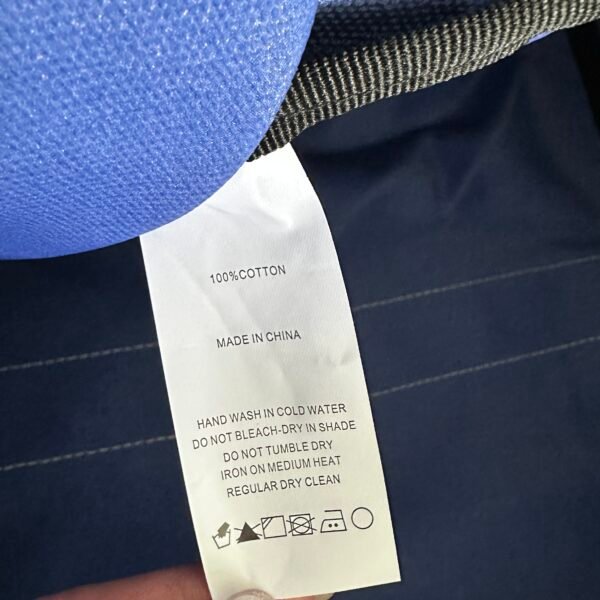 100%COTTON
MADE IN CHINA
HAND WASH IN COLD WATER
DO NOT BLEACH-DRY IN SHADE
DO NOT TUMBLE DRY
IRON ON MEDIUM HEAT
REGULAR DRY CLEAN